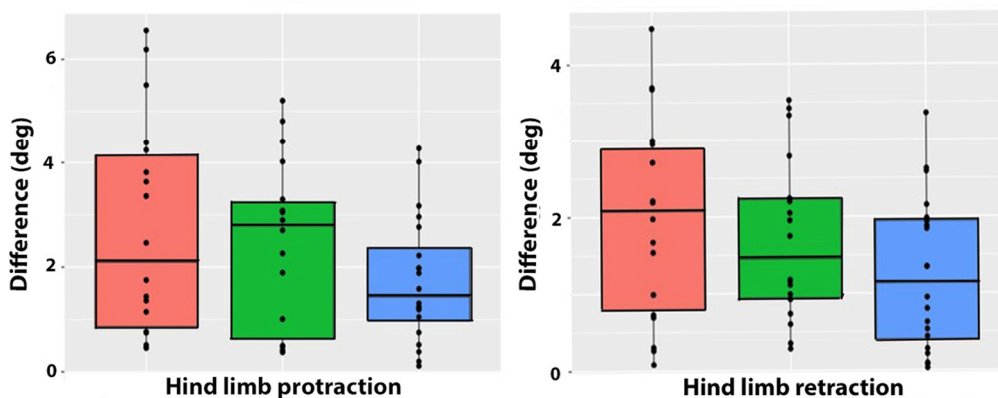 Difference (deg)
6
4
2
0
Hind limb protraction
Difference (deg)
4
2
0
Hind limb retraction